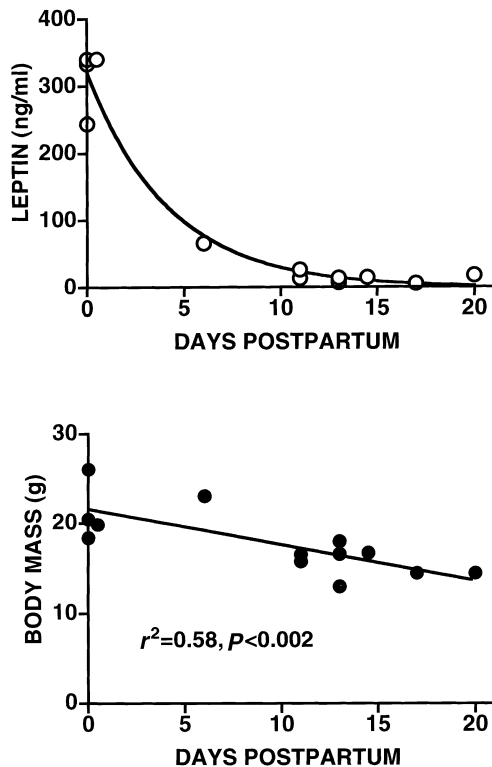 400
300
200
100
0
LEPTIN (ng/ml)
0 5 10 15 20
DAYS POSTPARTUM
30
20
10
0
BODY MASS (g)
r²=0.58, P<0.002
0 5 10 15 20
DAYS POSTPARTUM